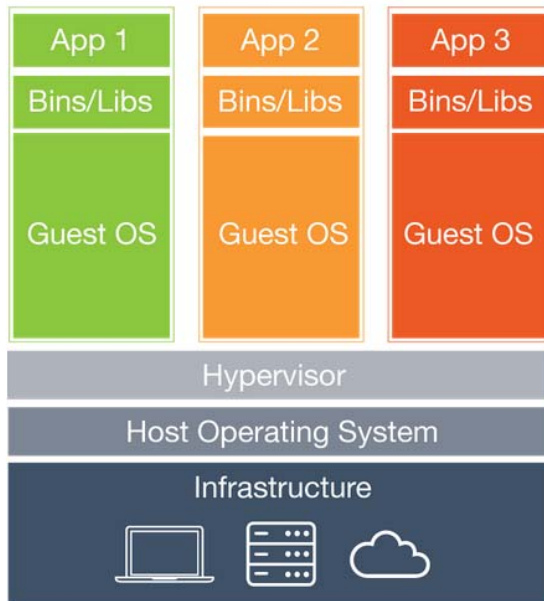 App 1
Bins/Libs
Guest OS
App 2
Bins/Libs
Guest OS
App 3
Bins/Libs
Guest OS
Hypervisor
Host Operating System
Infrastructure